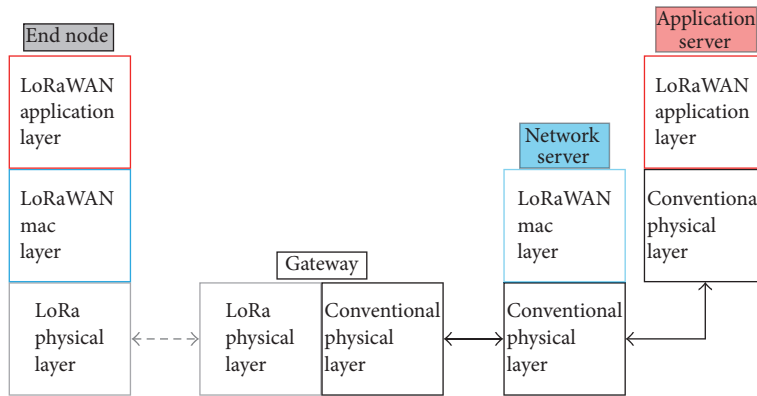 End node
LoRaWAN
application
layer
LoRaWAN
mac
layer
LoRa
physical
layer
Gateway
LoRa
physical
layer
Conventional
physical
layer
Network
server
LoRaWAN
mac
layer
Conventional
physical
layer
Application
server
LoRaWAN
application
layer
Conventiona
physical
layer